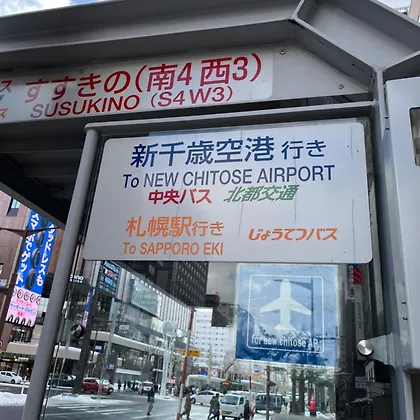 すすきの(南4西3)
SUSUKINO (S4W3)
新千歳空港 行き
To NEW CHITOSE AIRPORT
中央バス 北都交通
札幌駅行き じょうてつバス
To SAPPORO EKI
for new chitose AP.